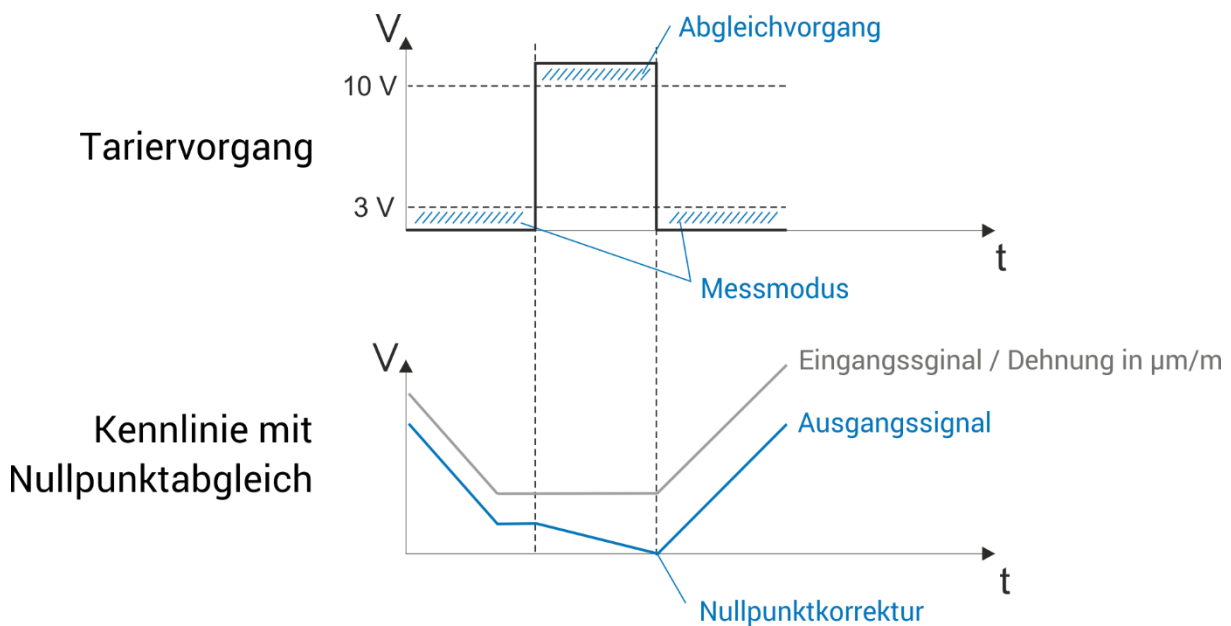 V
Abgleichvorgang
10 V
Tariervorgang
3 V
t
Messmodus
V
Eingangssginal / Dehnung in µm/m
Kennlinie mit
Nullpunktabgleich
Ausgangssignal
t
Nullpunktkorrektur